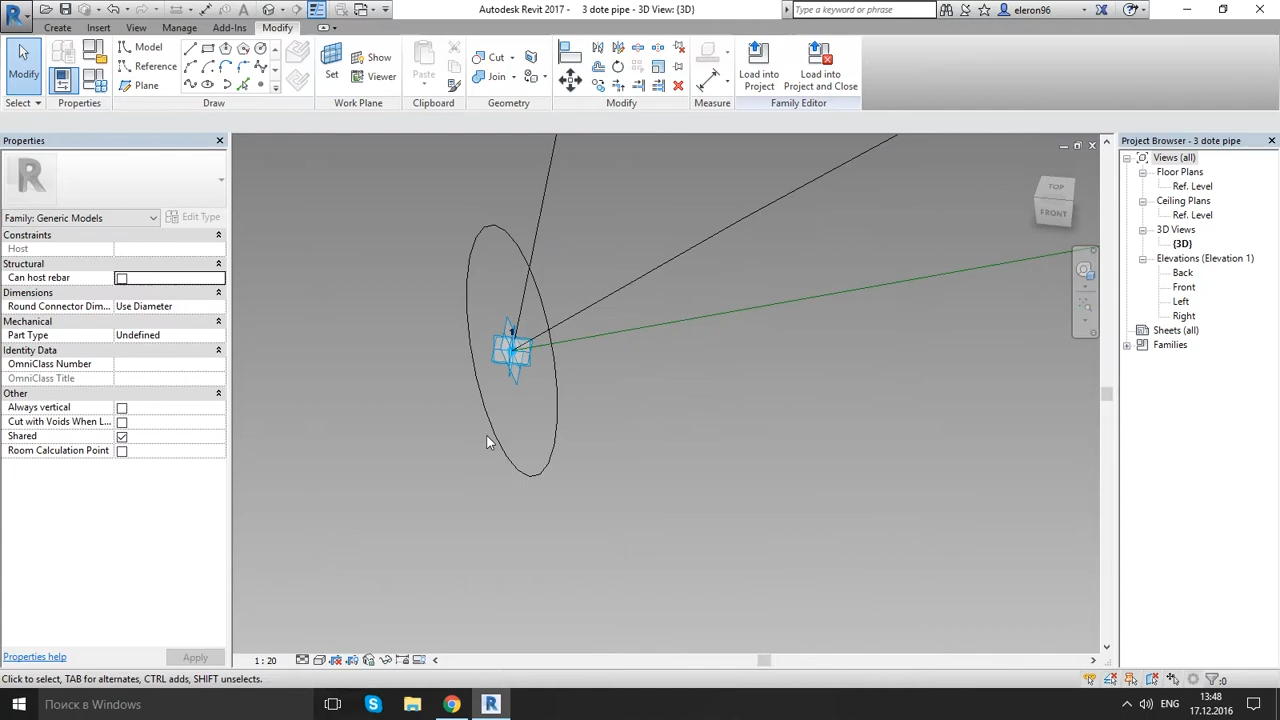 Autodesk Revit 2017 - 3 dote pipe - 3D View: {3D}
Type a keyword or phrase
eleron96
Create Insert View Manage Add-Ins Modify
Modify
Model
Reference
Plane
Set
Show
Viewer
Paste
Cut
Join
Load into
Project
Load into
Project and Close
Select
Properties
Draw
Work Plane
Clipboard
Geometry
Modify
Measure
Family Editor
Properties
R
Family: Generic Models
Edit Type
Constraints
Host
Structural
Can host rebar
Dimensions
Round Connector Dim... Use Diameter
Mechanical
Part Type Undefined
Identity Data
OmniClass Number
OmniClass Title
Other
Always vertical
Cut with Voids When L...
Shared
Room Calculation Point
Properties help
Apply
TOP
FRONT
1 : 20
Project Browser - 3 dote pipe
Views (all)
Floor Plans
Ref. Level
Ceiling Plans
Ref. Level
3D Views
{3D}
Elevations (Elevation 1)
Back
Front
Left
Right
Sheets (all)
Families
Click to select, TAB for alternates, CTRL adds, SHIFT unselects.
:0
Поиск в Windows
ENG
13:48
17.12.2016